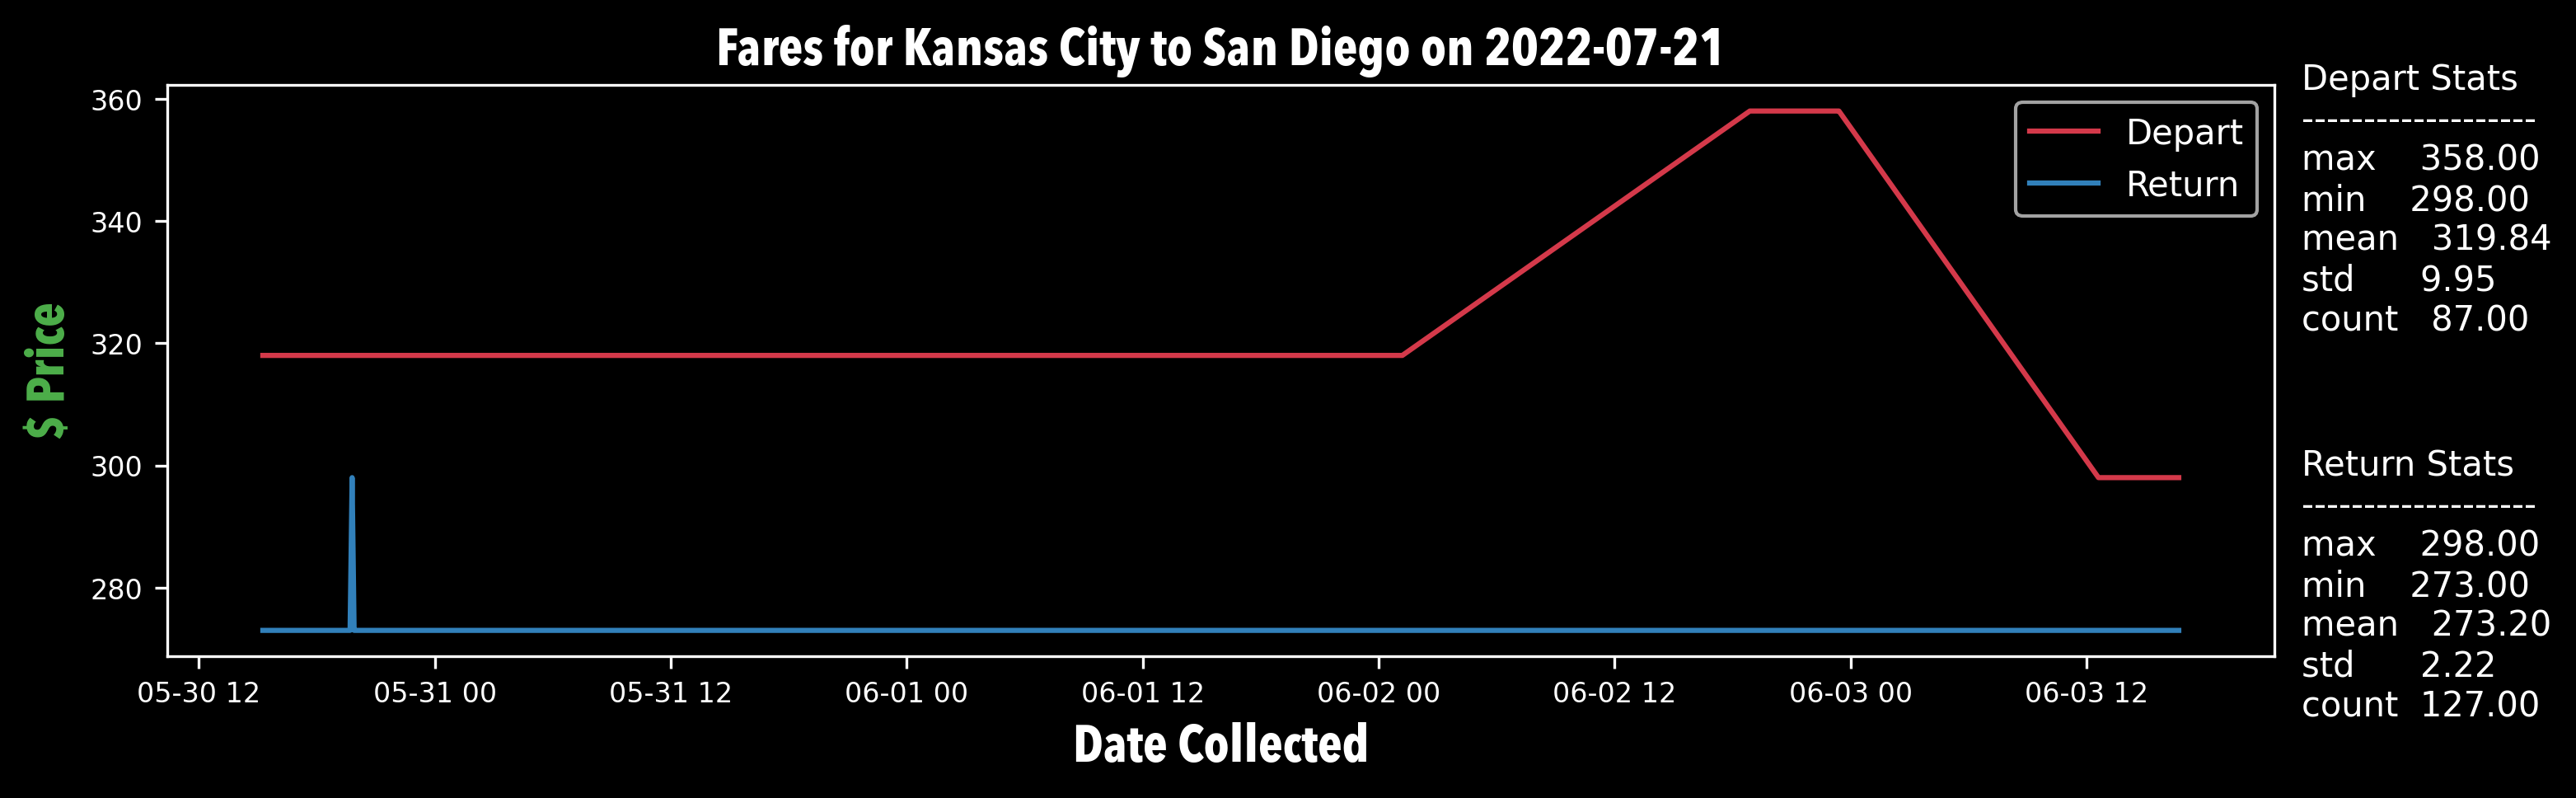 Fares for Kansas City to San Diego on 2022-07-21
$ Price
360
340
320
300
280
Depart
Return
05-30 12
05-31 00
05-31 12
06-01 00
06-01 12
06-02 00
06-02 12
06-03 00
06-03 12
Date Collected
Depart Stats
-------------------
max 358.00
min 298.00
mean 319.84
std 9.95
count 87.00
Return Stats
-------------------
max 298.00
min 273.00
mean 273.20
std 2.22
count 127.00